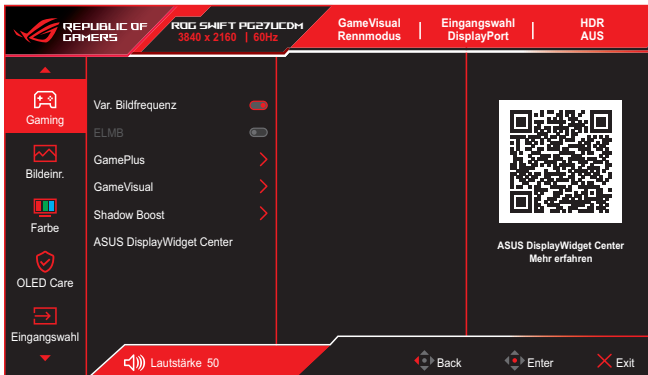 REPUBLIC OF
GAMERS
ROG SWIFT PG27UCDM
3840 x 2160 | 60Hz
GameVisual
Rennmodus
Eingangswahl
DisplayPort
HDR
AUS
Gaming
Bildeinr.
Farbe
OLED Care
Eingangswahl
Var. Bildfrequenz
ELMB
GamePlus
GameVisual
Shadow Boost
ASUS DisplayWidget Center
ASUS DisplayWidget Center
Mehr erfahren
Lautstärke 50
Back
Enter
Exit